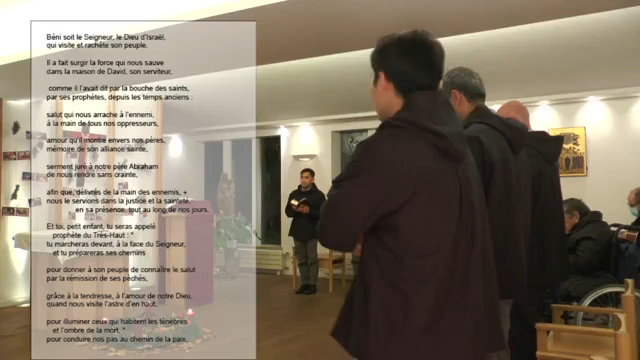 Béni soit le Seigneur, le Dieu d'Israël,
qui visite et rachète son peuple.
Il a fait surgir la force qui nous sauve
dans la maison de David, son serviteur,
comme il l'avait dit par la bouche des saints,
par ses prophètes, depuis les temps anciens :
salut qui nous arrache à l'ennemi,
à la main de tous nos oppresseurs,
amour qu'il montre envers nos pères,
mémoire de son alliance sainte,
serment juré à notre père Abraham
de nous rendre sans crainte,
afin que, délivrés de la main des ennemis, +
nous le servions dans la justice et la sainteté,
en sa présence, tout au long de nos jours.
Et toi, petit enfant, tu seras appelé
prophète du Très-Haut : *
tu marcheras devant, à la face du Seigneur,
et tu prépareras ses chemins
pour donner à son peuple de connaître le salut
par la rémission de ses péchés,
grâce à la tendresse, à l'amour de notre Dieu,
quand nous visite l'astre d'en haut,
pour illuminer ceux qui habitent les ténèbres
et l'ombre de la mort, *
pour conduire nos pas au chemin de la paix.